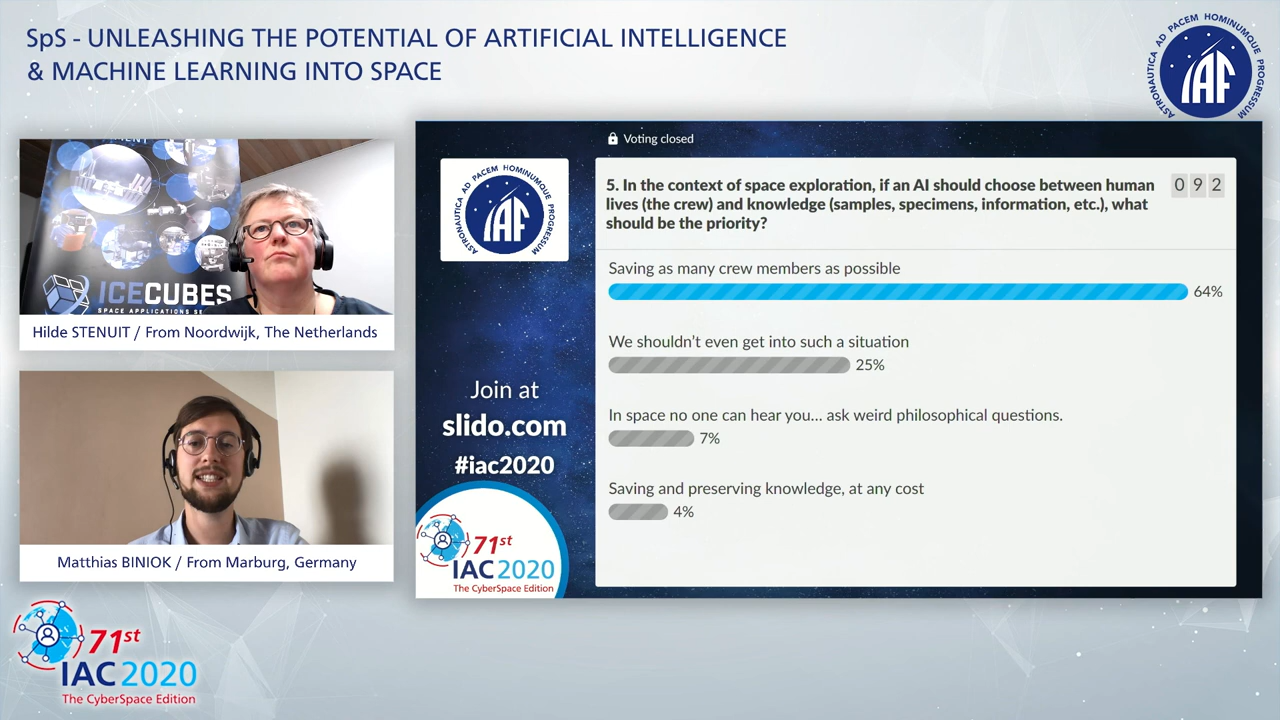 SpS - UNLEASHING THE POTENTIAL OF ARTIFICIAL INTELLIGENCE
& MACHINE LEARNING INTO SPACE
ASTRONAUTICA AD PACEM HOMINUMQUE PROGRESSUM
IAF
ICECUBES
SPACE APPLICATIONS SE
Hilde STENUIT / From Noordwijk, The Netherlands
Matthias BINIOK / From Marburg, Germany
71st
IAC 2020
The CyberSpace Edition
Voting closed
ASTRONAUTICA AD PACEM HOMINUMQUE PROGRESSUM
IAF
Join at
slido.com
#iac2020
71st
IAC 2020
The CyberSpace Edition
5. In the context of space exploration, if an AI should choose between human
lives (the crew) and knowledge (samples, specimens, information, etc.), what
should be the priority?
0 9 2
Saving as many crew members as possible
64%
We shouldn't even get into such a situation
25%
In space no one can hear you... ask weird philosophical questions.
7%
Saving and preserving knowledge, at any cost
4%